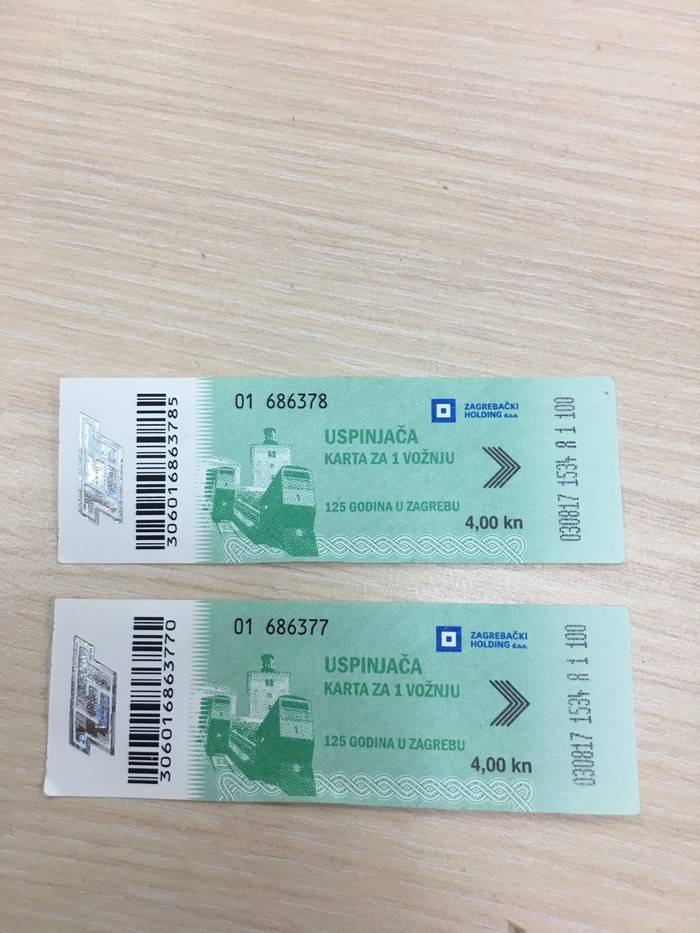 3060168637​85
01 686378
ZAGREBAČKI
HOLDING d.o.o.
USPINJAČA
KARTA ZA 1 VOŽNJU
125 GODINA U ZAGREBU
4,00 kn
030817 1534 A 1 100
306016863770
01 686377
ZAGREBAČKI
HOLDING d.o.o.
USPINJAČA
KARTA ZA 1 VOŽNJU
125 GODINA U ZAGREBU
4,00 kn
030817 1534 A 1 100